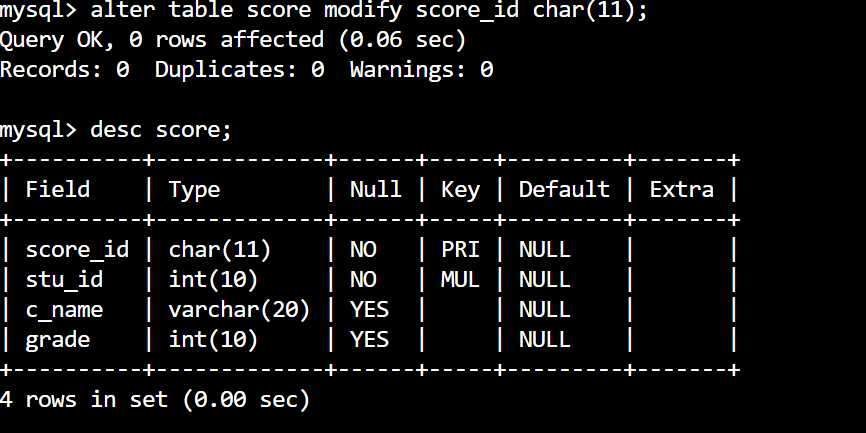 mysql> alter table score modify score_id char(11);
Query OK, 0 rows affected (0.06 sec)
Records: 0  Duplicates: 0  Warnings: 0

mysql> desc score;
+----------+-------------+------+-----+---------+-------+
| Field    | Type        | Null | Key | Default | Extra |
+----------+-------------+------+-----+---------+-------+
| score_id | char(11)    | NO   | PRI | NULL    |       |
| stu_id   | int(10)     | NO   | MUL | NULL    |       |
| c_name   | varchar(20) | YES  |     | NULL    |       |
| grade    | int(10)     | YES  |     | NULL    |       |
+----------+-------------+------+-----+---------+-------+
4 rows in set (0.00 sec)